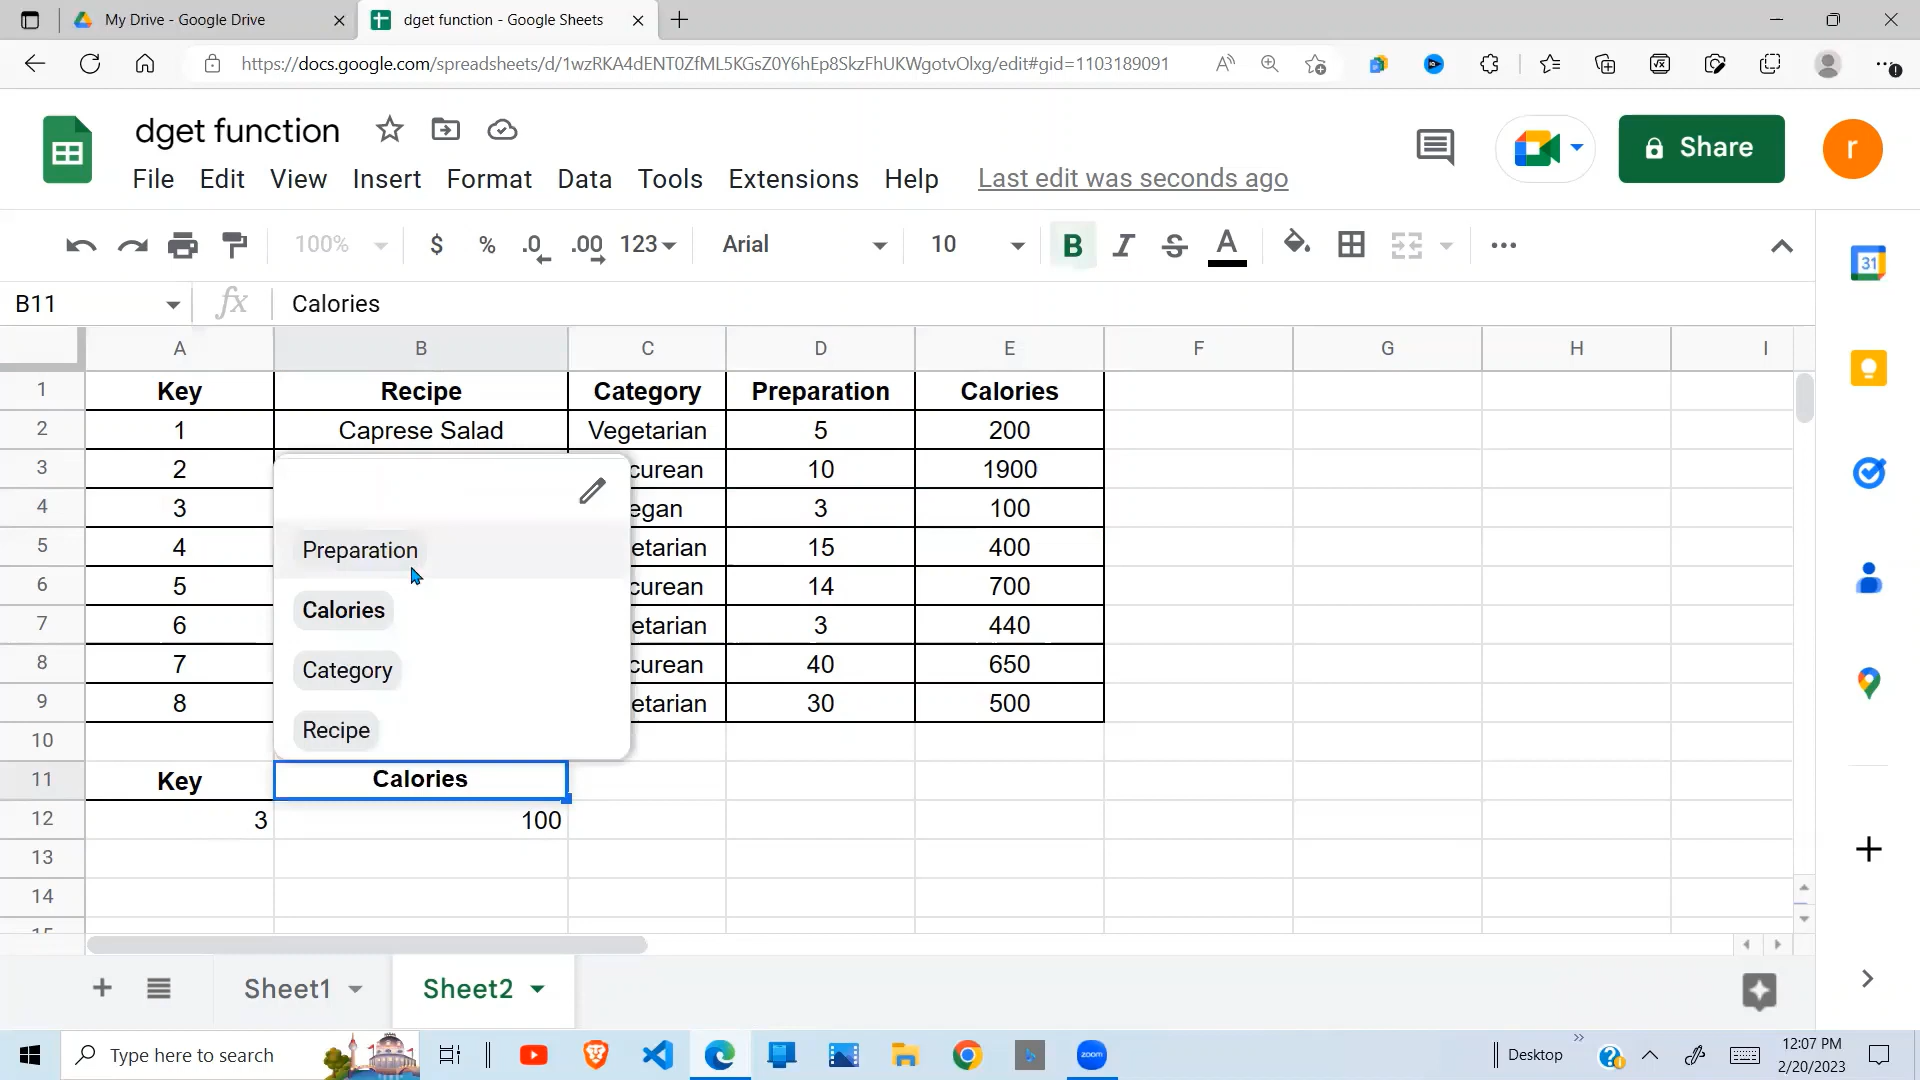 My Drive - Google Drive
dget function - Google Sheets
https://docs.google.com/spreadsheets/d/1wzRKA4dENT0ZfML5KGsZ0Y6hEp8SkzFhUKWgotvOlxg/edit#gid=1103189091
dget function
Share
r
File Edit View Insert Format Data Tools Extensions Help Last edit was seconds ago
100% $ % .0 .00 123 Arial 10 B I S A
31
B11 fx Calories
A B C D E F G H I
1 Key Recipe Category Preparation Calories
2 1 Caprese Salad Vegetarian 5 200
3 2 curean 10 1900
4 3 egan 3 100
5 4 etarian 15 400
6 5 curean 14 700
7 6 etarian 3 440
8 7 curean 40 650
9 8 etarian 30 500
Preparation
Calories
Category
Recipe
10
11 Key Calories
12 3 100
13
14
15
Sheet1 Sheet2
Type here to search
zoom
Desktop
12:07 PM
2/20/2023